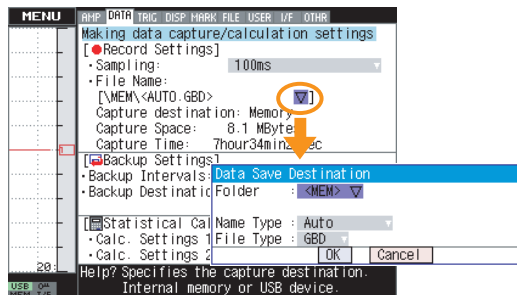 MENU
AMP DATA TRIG DISP MARK FILE USER I/F OTHR
Making data capture/calculation settings
[●Record Settings]
・Sampling: 100ms
・File Name:
[\MEM\<AUTO.GBD> ▽]
Capture destination: Memory
Capture Space: 8.1 MBytes
Capture Time: 7hour34min
[Backup Settings]
・Backup Intervals:
・Backup
Data Save Destination
Folder : <MEM> ▽
[Statistical
Name Type : Auto
・Calc. Settings 1
File Type : GBD
・Calc. Settings 2
OK Cancel
20:
Help? Specifies the capture destination.
Internal memory or USB device.
USB
MEM I/F